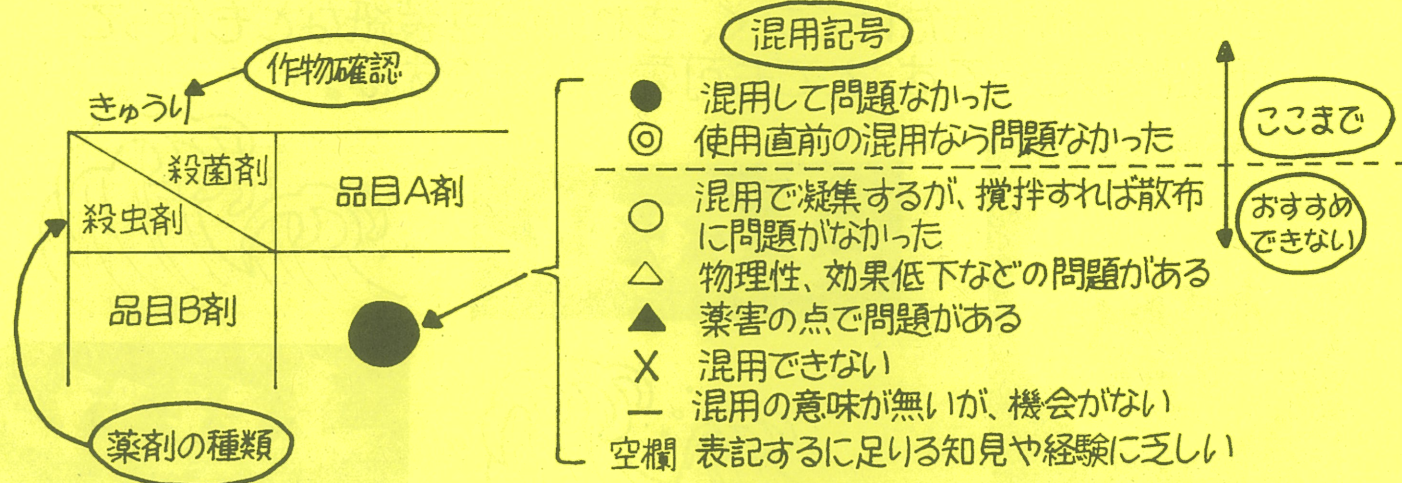 混用記号
作物確認
きゅうり
殺菌剤
殺虫剤
品目A剤
品目B剤
薬剤の種類
● 混用して問題なかった
◎ 使用直前の混用なら問題なかった
○ 混用で凝集するが、撹拌すれば散布
に問題がなかった
△ 物理性、効果低下などの問題がある
▲ 薬害の点で問題がある
X 混用できない
― 混用の意味が無いが、機会がない
空欄 表記するに足りる知見や経験に乏しい
ここまで
おすすめ
できない